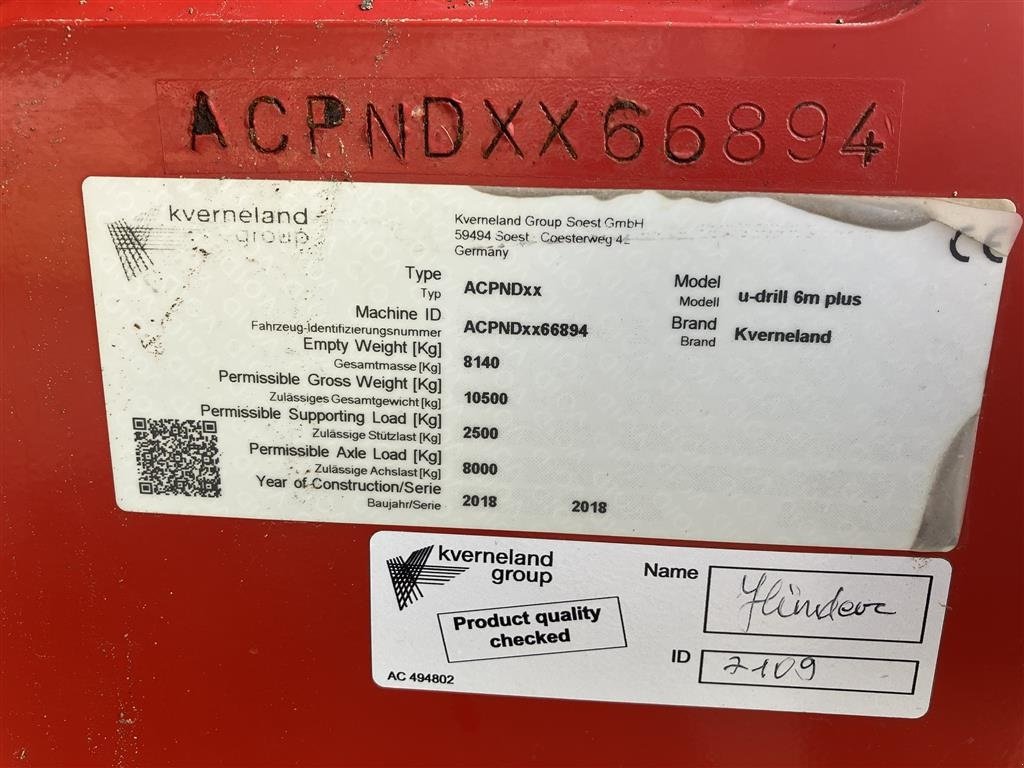 ACPNDXX66894
kverneland
group
Kverneland Group Soest GmbH
59494 Soest Coesterweg
Germany
CE
Type
Typ
ACPNDxx
Model
Modell
u-drill 6m plus
Machine ID
Fahrzeug-Identifizierungsnummer
ACPNDxx66894
Brand
Brand
Kverneland
Empty Weight [Kg]
Gesamtmasse [Kg]
8140
Permissible Gross Weight [Kg]
Zulässiges Gesamtgewicht [kg]
10500
Permissible Supporting Load [Kg]
Zulässige Stützlast [Kg]
2500
Permissible Axle Load [Kg]
Zulässige Achslast [Kg]
8000
Year of Construction/Serie
Baujahr/Serie
2018 2018
kverneland
group
Product quality
checked
AC 494802
Name
ID
7109